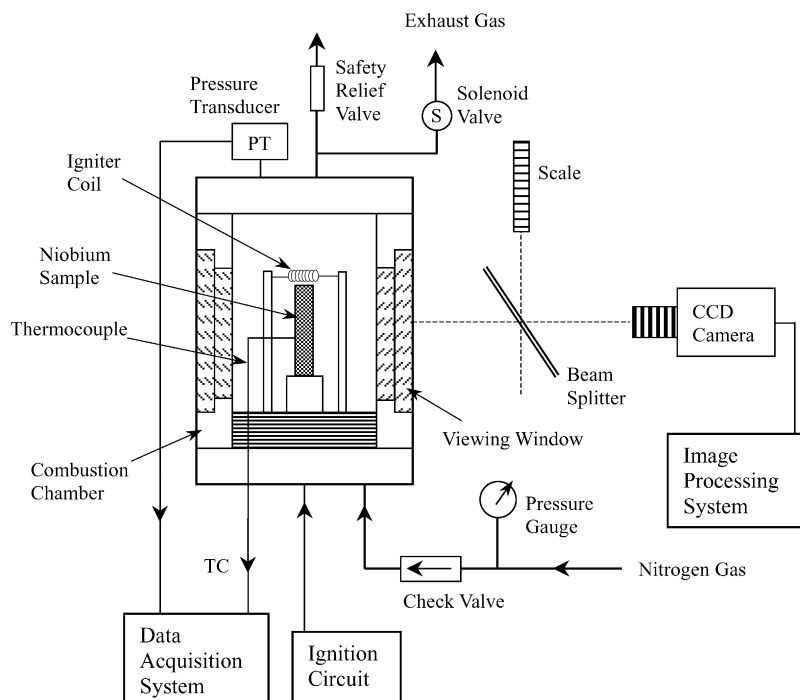 Exhaust Gas
Safety
Relief
Valve
Solenoid
Valve
S
Pressure
Transducer
PT
Igniter
Coil
Scale
Niobium
Sample
Thermocouple
CCD
Camera
Beam
Splitter
Viewing Window
Combustion
Chamber
Image
Processing
System
Pressure
Gauge
TC
Nitrogen Gas
Check Valve
Data
Acquisition
System
Ignition
Circuit